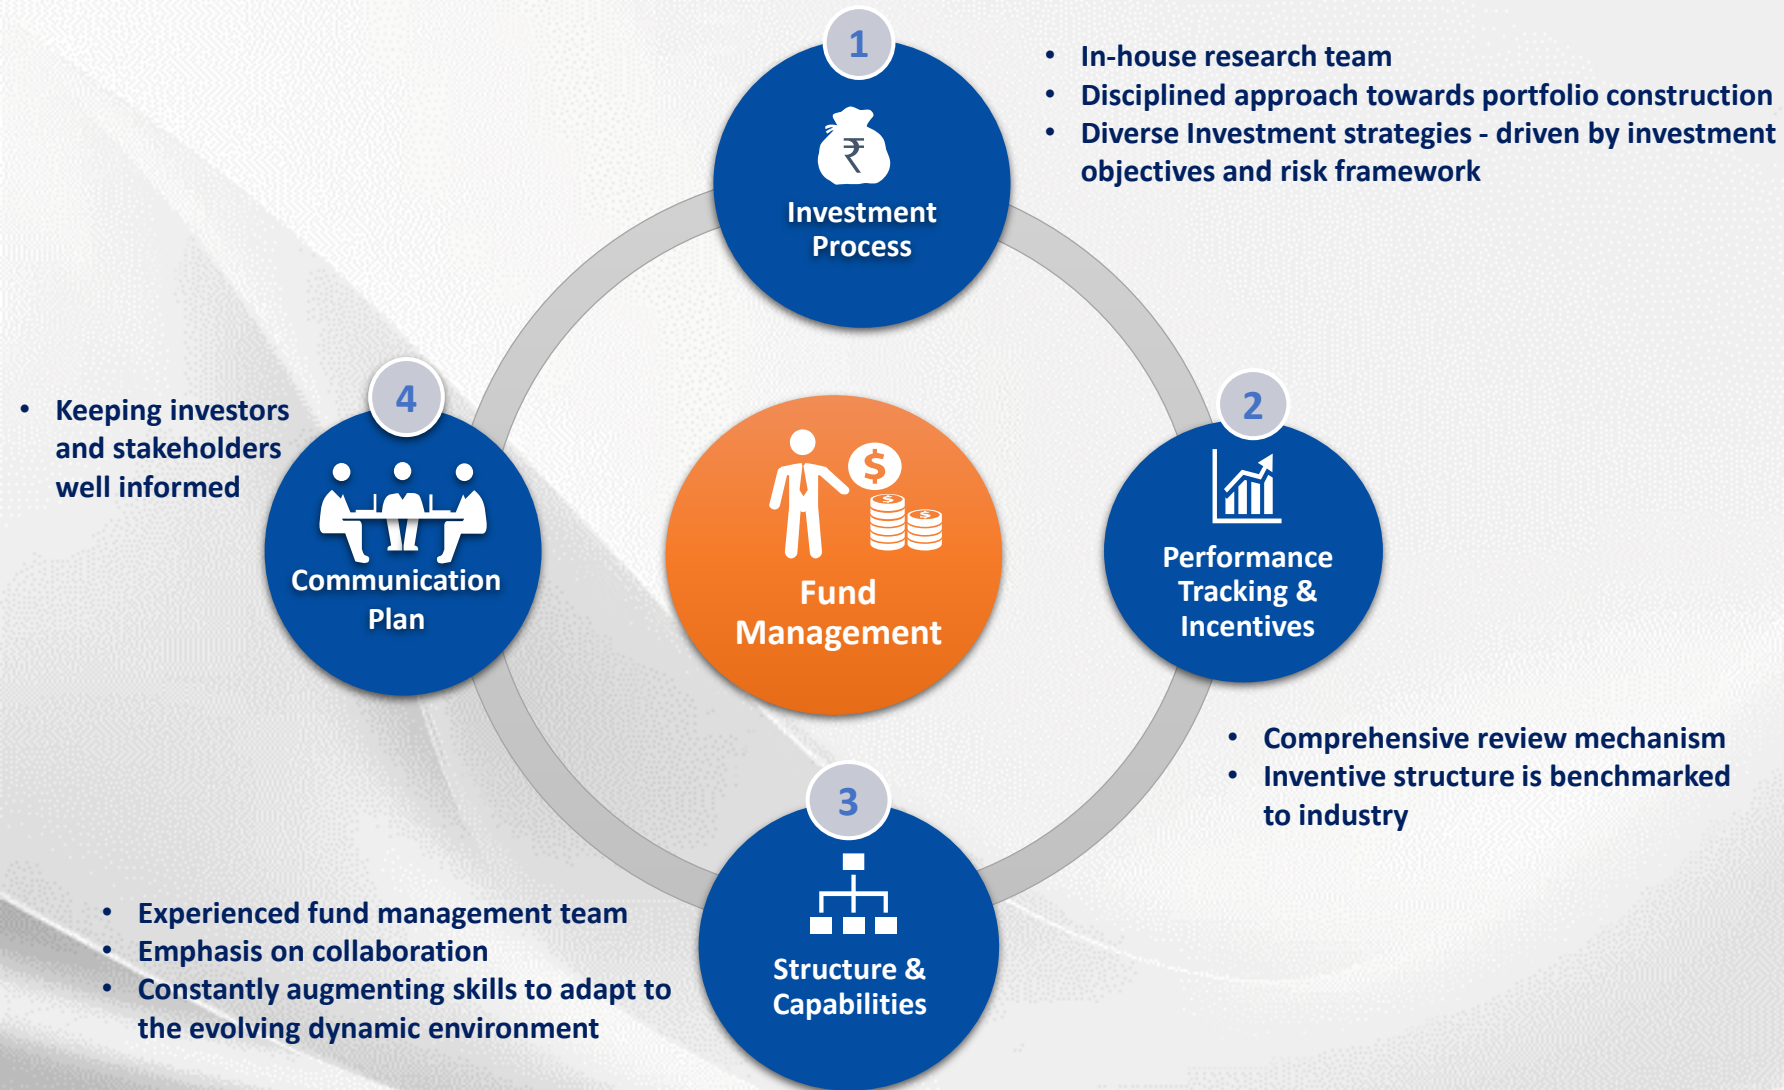 1
₹
Investment
Process
• In-house research team
• Disciplined approach towards portfolio construction
• Diverse Investment strategies - driven by investment
objectives and risk framework
2
Performance
Tracking &
Incentives
• Comprehensive review mechanism
• Inventive structure is benchmarked
to industry
3
Structure &
Capabilities
• Experienced fund management team
• Emphasis on collaboration
• Constantly augmenting skills to adapt to
the evolving dynamic environment
4
Communication
Plan
• Keeping investors
and stakeholders
well informed
$
$
$
Fund
Management